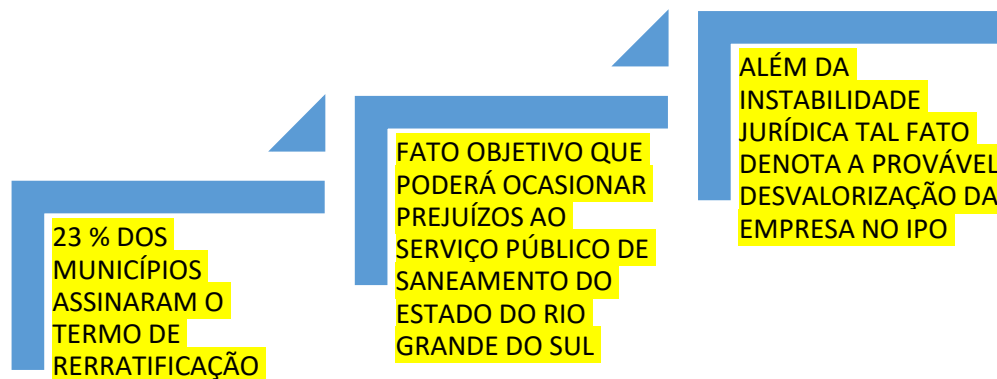 23 % DOS
MUNICÍPIOS
ASSINARAM O
TERMO DE
RERRATIFICAÇÃO
FATO OBJETIVO QUE
PODERÁ OCASIONAR
PREJUÍZOS AO
SERVIÇO PÚBLICO DE
SANEAMENTO DO
ESTADO DO RIO
GRANDE DO SUL
ALÉM DA
INSTABILIDADE
JURÍDICA TAL FATO
DENOTA A PROVÁVEL
DESVALORIZAÇÃO DA
EMPRESA NO IPO